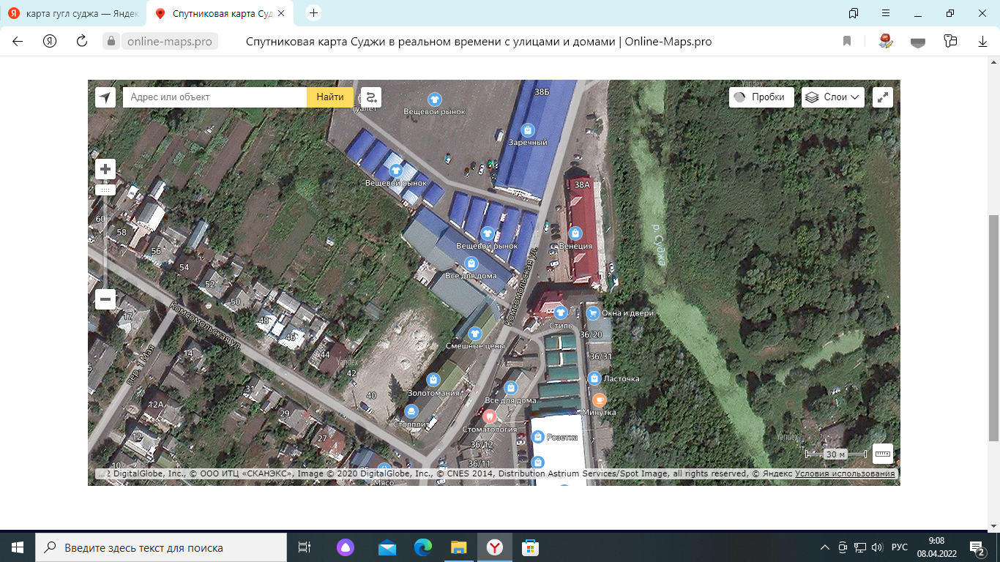 карта гугл суджа — Яндек
Спутниковая карта Суд
online-maps.pro
Спутниковая карта Суджи в реальном времени с улицами и домами | Online-Maps.pro
Адрес или объект
Найти
Пробки
Слои
Yandex
38Б
Туалет
Вещевой рынок
Заречный
Вещевой рынок
38А
60
58
56
54
52
50
48
46
44
42
40
Вещевой рынок
Венеция
р. Суджа
Все для дома
Комсомольская ул.
Комсомольская ул.
Стиль
Окна и двери
17
14
пер. 1 Мая
Смешные цены
36/20
36/31
Yandex
31
29
27
12А
12
10
Золотомания
Все для дома
Ласточка
Минутка
Столплит
Стоматология
36/12
36/11
Розетка
Yandex
30 м
Мясо
...2 DigitalGlobe, Inc., © ООО ИТЦ «СКАНЭКС», Image © 2020 DigitalGlobe, Inc., © CNES 2014, Distribution Astrium Services/Spot Image, all rights reserved, © Яндекс Условия использования
Введите здесь текст для поиска
РУС
9:08
08.04.2022
2